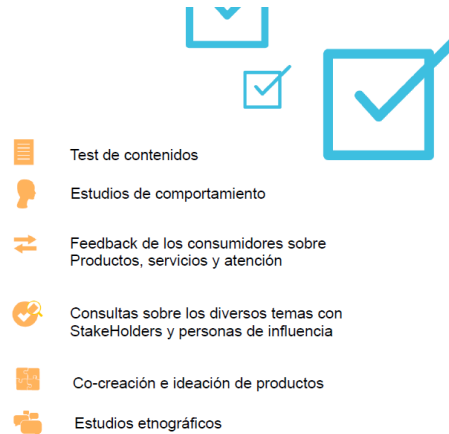 Test de contenidos
Estudios de comportamiento
Feedback de los consumidores sobre
Productos, servicios y atención
Consultas sobre los diversos temas con
StakeHolders y personas de influencia
Co-creación e ideación de productos
Estudios etnográficos